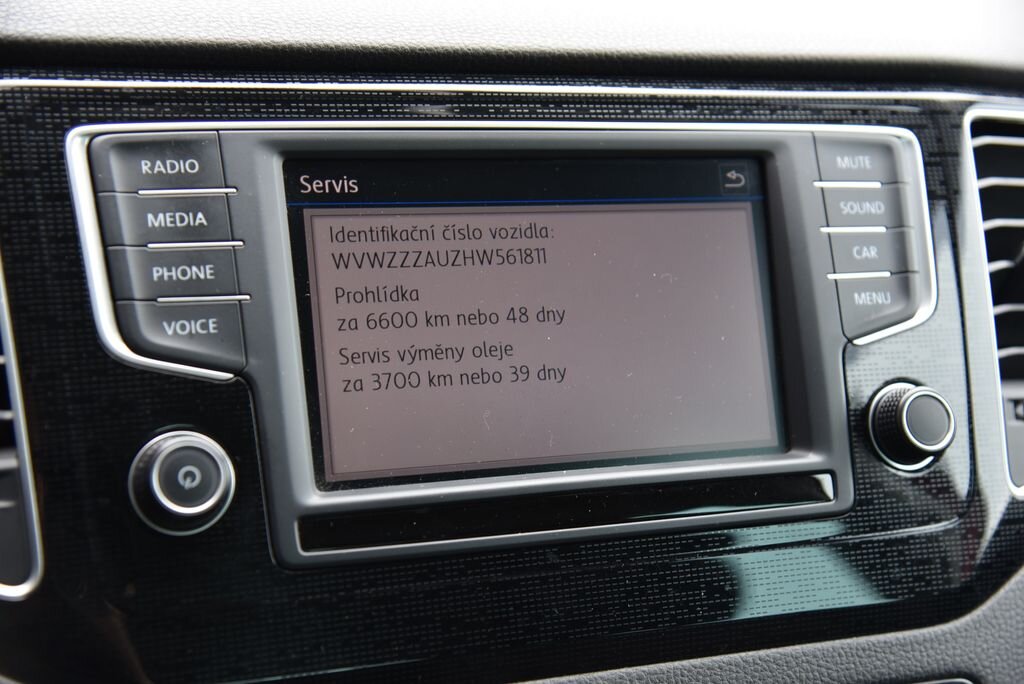 RADIO
MEDIA
PHONE
VOICE
Servis
Identifikační číslo vozidla:
WVWZZZAUZHW561811
Prohlídka
za 6600 km nebo 48 dny
Servis výměny oleje
za 3700 km nebo 39 dny
MUTE
SOUND
CAR
MENU